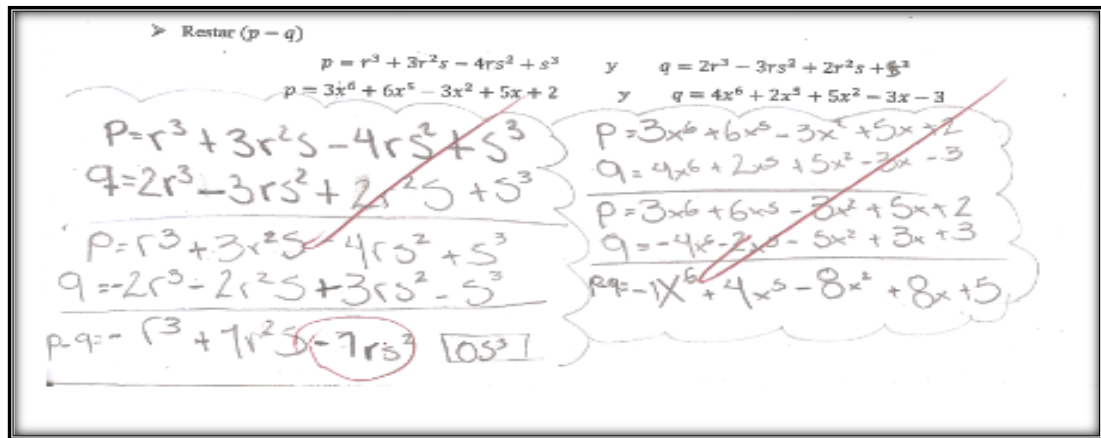 ➢ Restar (p − q)
p = r³ + 3r²s − 4rs² + s³ y q = 2r³ − 3rs² + 2r²s + s³
p = 3x⁶ + 6x⁵ − 3x² + 5x + 2 y q = 4x⁶ + 2x⁵ + 5x² − 3x − 3
P=r³ + 3r²s − 4rs² + s³
q=2r³ − 3rs² + 2r²s + s³
P=r³ + 3r²s − 4rs² + s³
q=-2r³ - 2r²s + 3rs² - s³
p-q=- r³ + 1r²s - 1rs² 0s³
P=3x⁶ + 6x⁵ - 3x² + 5x + 2
q=4x⁶ + 2x⁵ + 5x² - 3x - 3
P=3x⁶ + 6x⁵ - 3x² + 5x + 2
q=-4x⁶ - 2x⁵ - 5x² + 3x + 3
p-q=-1x⁶ + 4x⁵ - 8x² + 8x + 5